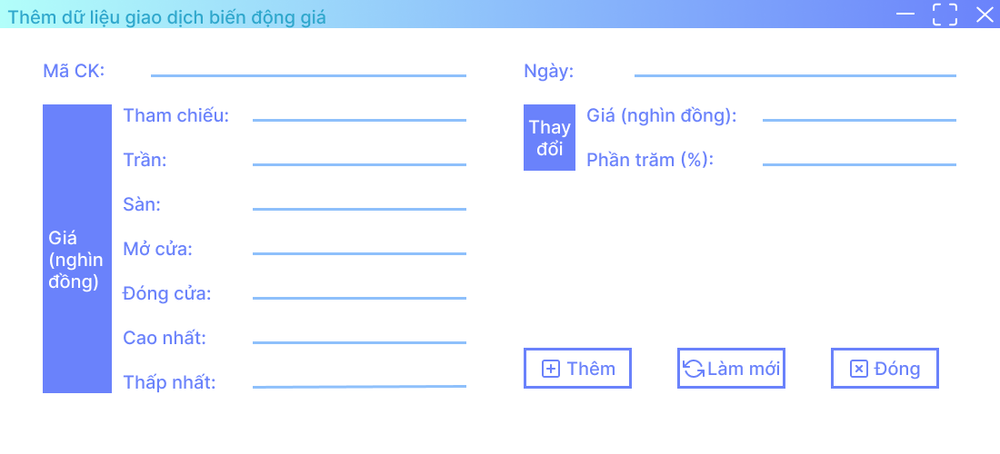 Thêm dữ liệu giao dịch biến động giá
Mã CK:
Ngày:
Giá
(nghìn
đồng)
Tham chiếu:
Trần:
Sàn:
Mở cửa:
Đóng cửa:
Cao nhất:
Thấp nhất:
Thay
đổi
Giá (nghìn đồng):
Phần trăm (%):
Thêm
Làm mới
Đóng